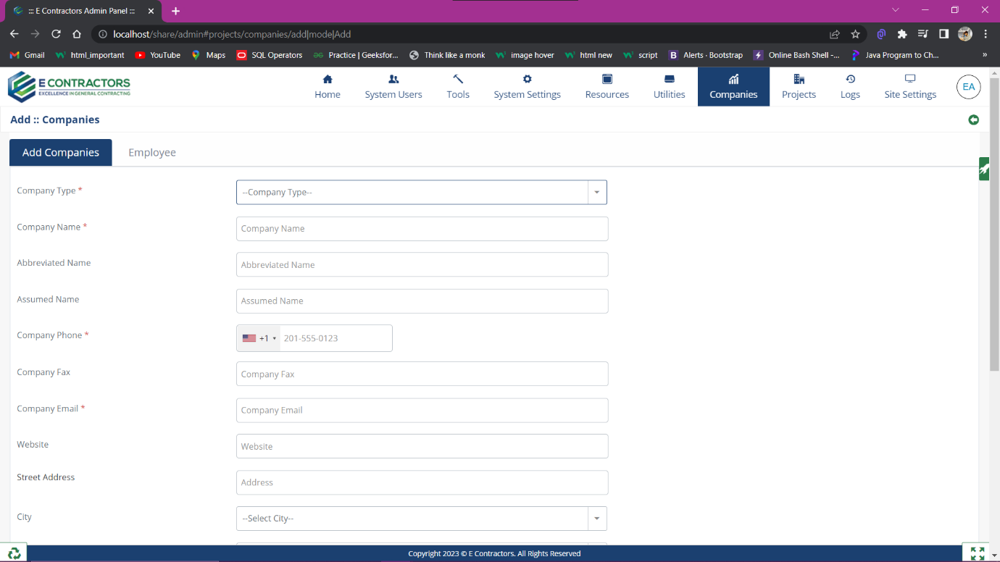 ::: E Contractors Admin Panel :::
localhost/share/admin#projects/companies/add|mode|Add
Gmail html_important YouTube Maps SQL Operators Practice | Geeksfor... Think like a monk image hover html new script Alerts · Bootstrap Online Bash Shell -... Java Program to Ch... »
E CONTRACTORS
EXCELLENCE IN GENERAL CONTRACTING
Home System Users Tools System Settings Resources Utilities Companies Projects Logs Site Settings EA
Add :: Companies
Add Companies Employee
Company Type * --Company Type--
Company Name * Company Name
Abbreviated Name Abbreviated Name
Assumed Name Assumed Name
Company Phone * +1 201-555-0123
Company Fax Company Fax
Company Email * Company Email
Website Website
Street Address Address
City --Select City--
Copyright 2023 © E Contractors. All Rights Reserved